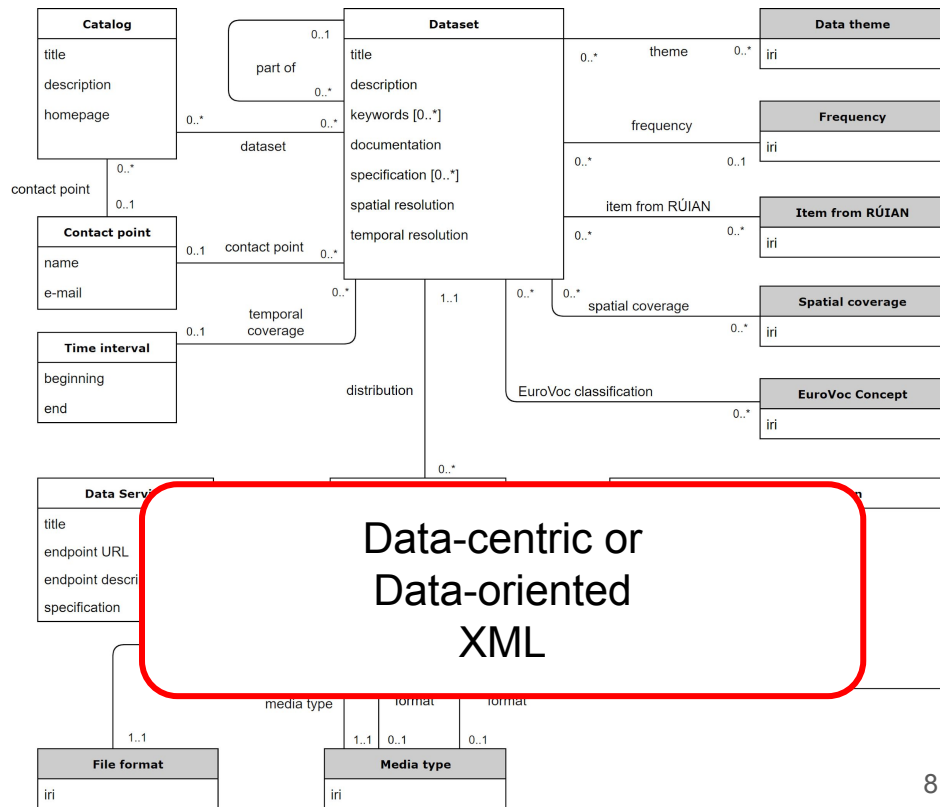 Catalog
title
description
homepage
0..1
part of
0..*
Dataset
title
description
keywords [0..*]
documentation
specification [0..*]
spatial resolution
temporal resolution
0..*
theme
0..*
Data theme
iri
0..*
dataset
0..*
frequency
0..*
0..1
Frequency
iri
0..*
contact point
0..1
Contact point
name
e-mail
0..1
contact point
0..*
item from RÚIAN
0..*
0..*
Item from RÚIAN
iri
0..*
temporal
coverage
0..1
Time interval
beginning
end
1..1
distribution
0..*
0..*
0..*
spatial coverage
0..*
Spatial coverage
iri
EuroVoc classification
0..*
EuroVoc Concept
iri
Data
title
endpoint URL
endpoint
specification
Data-centric or
Data-oriented
XML
media type
format
format
1..1
1..1
0..1
0..1
File format
iri
Media type
iri
8